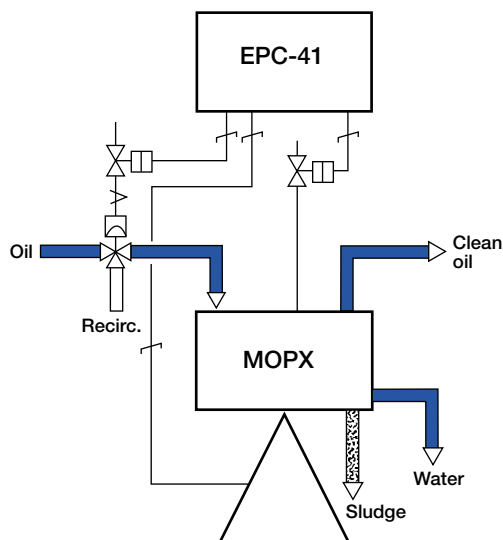 EPC-41
Oil
Clean
oil
Recirc.
MOPX
Water
Sludge